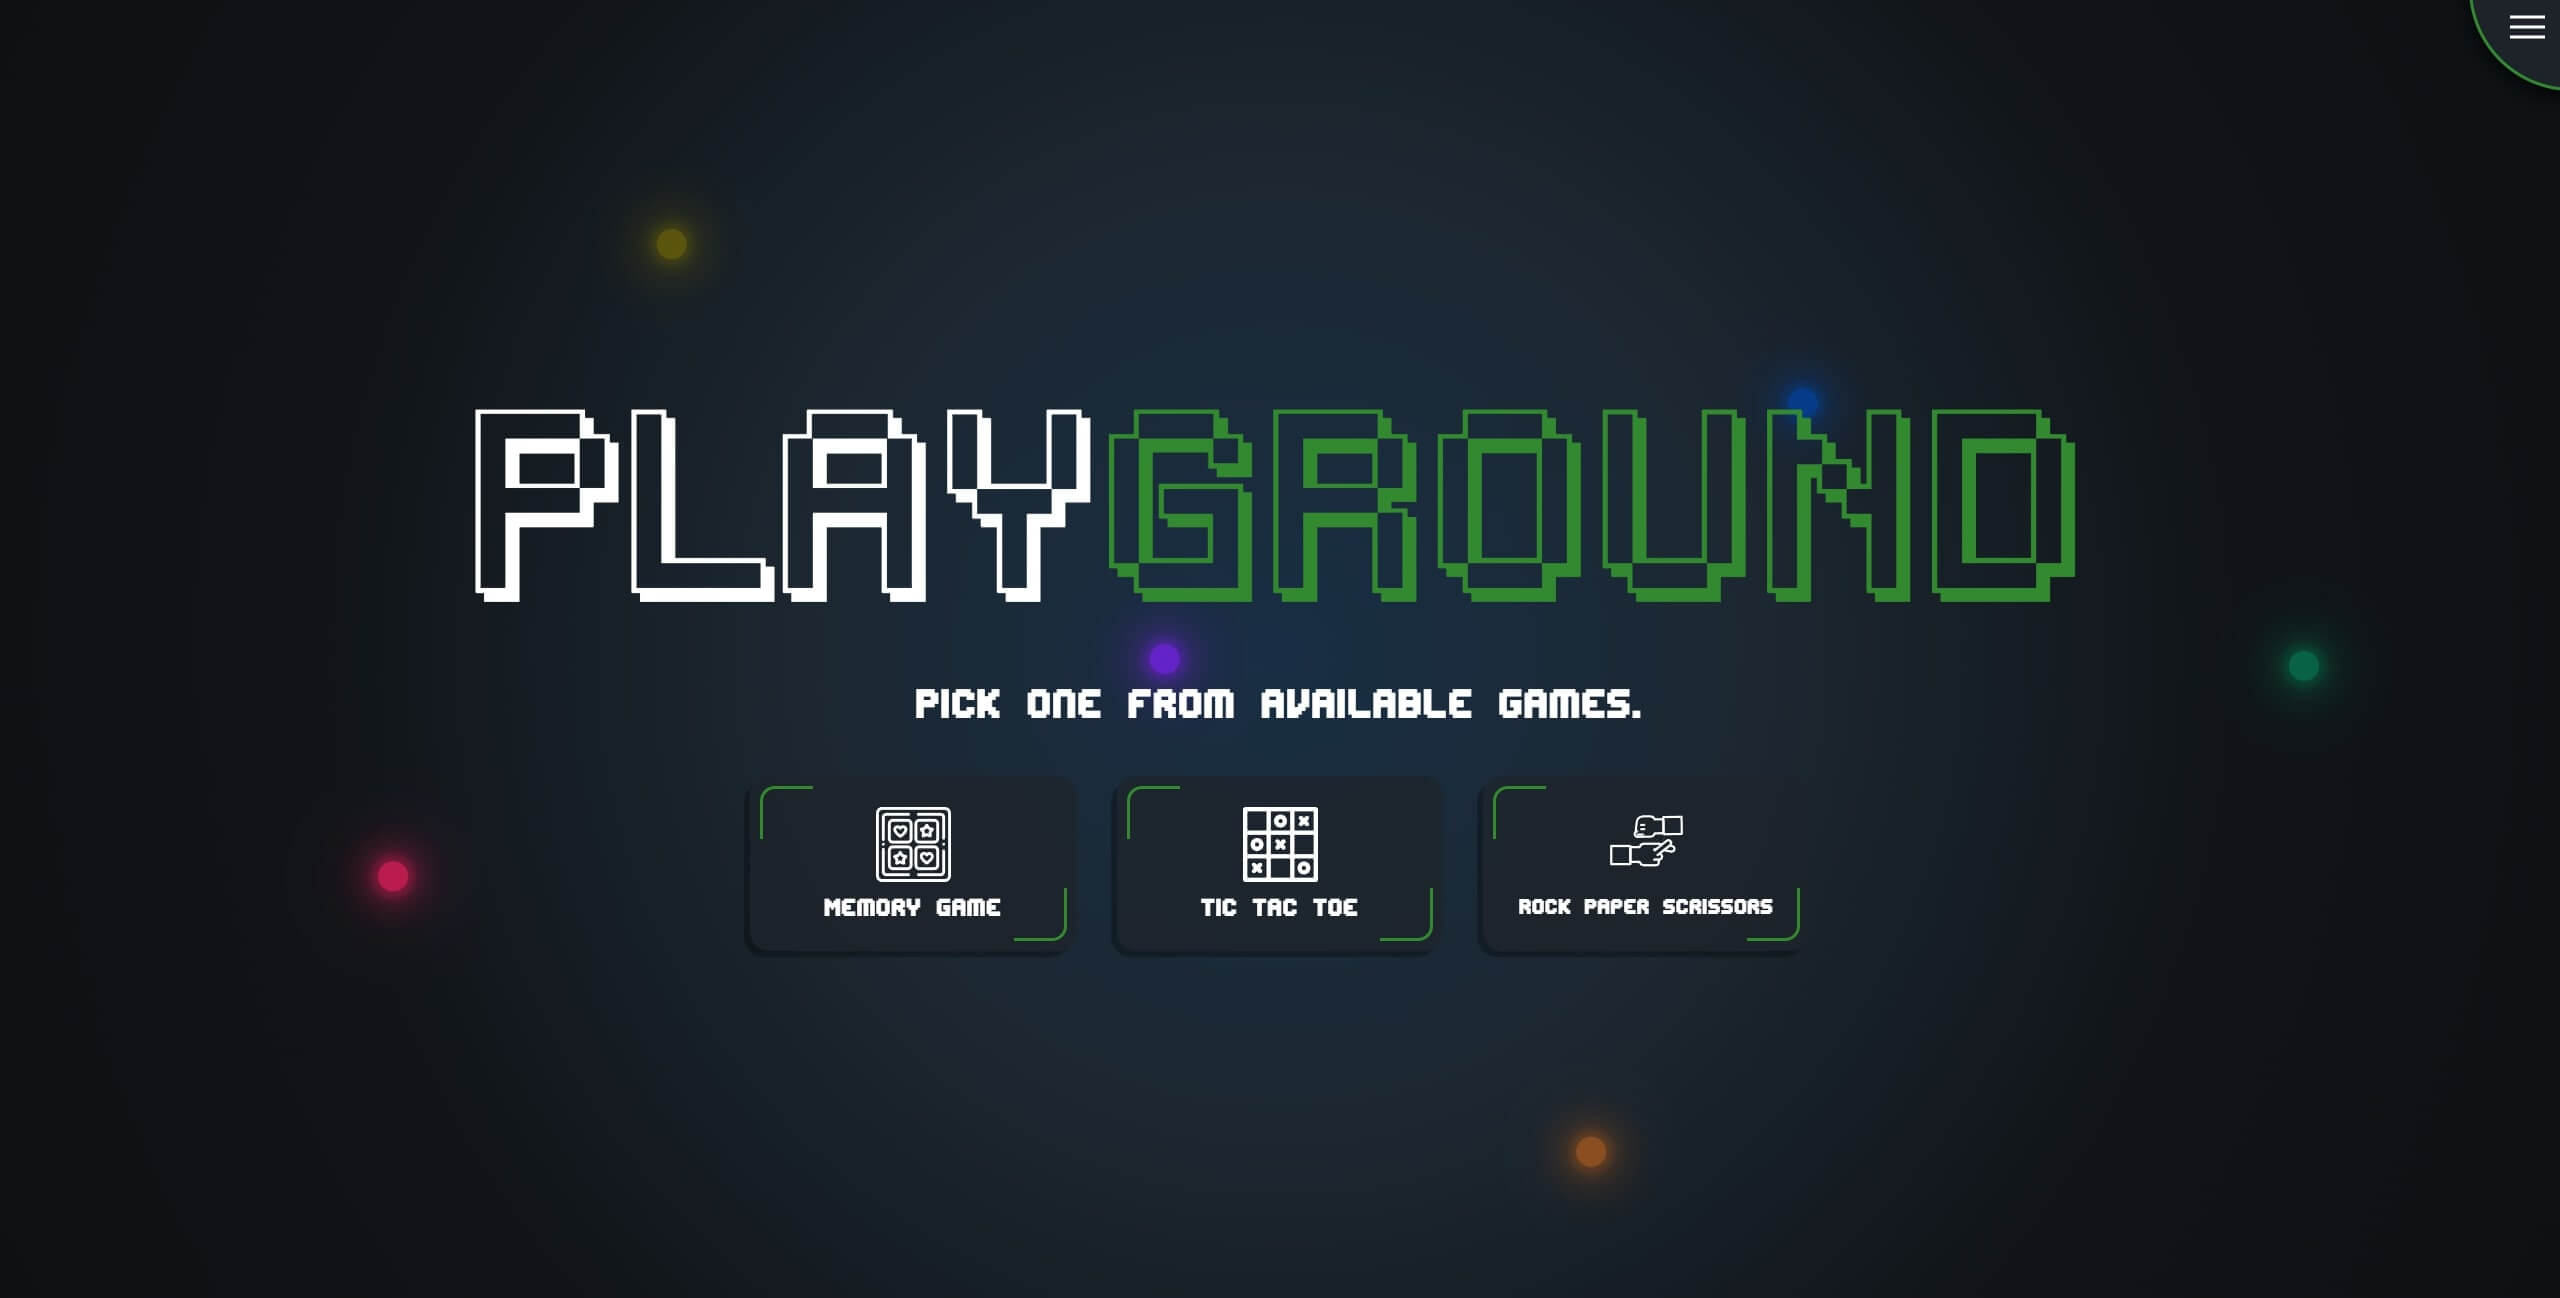 PLAYGROUND
PICK ONE FROM AVAILABLE GAMES.
MEMORY GAME
TIC TAC TOE
ROCK PAPER SCRISSORS